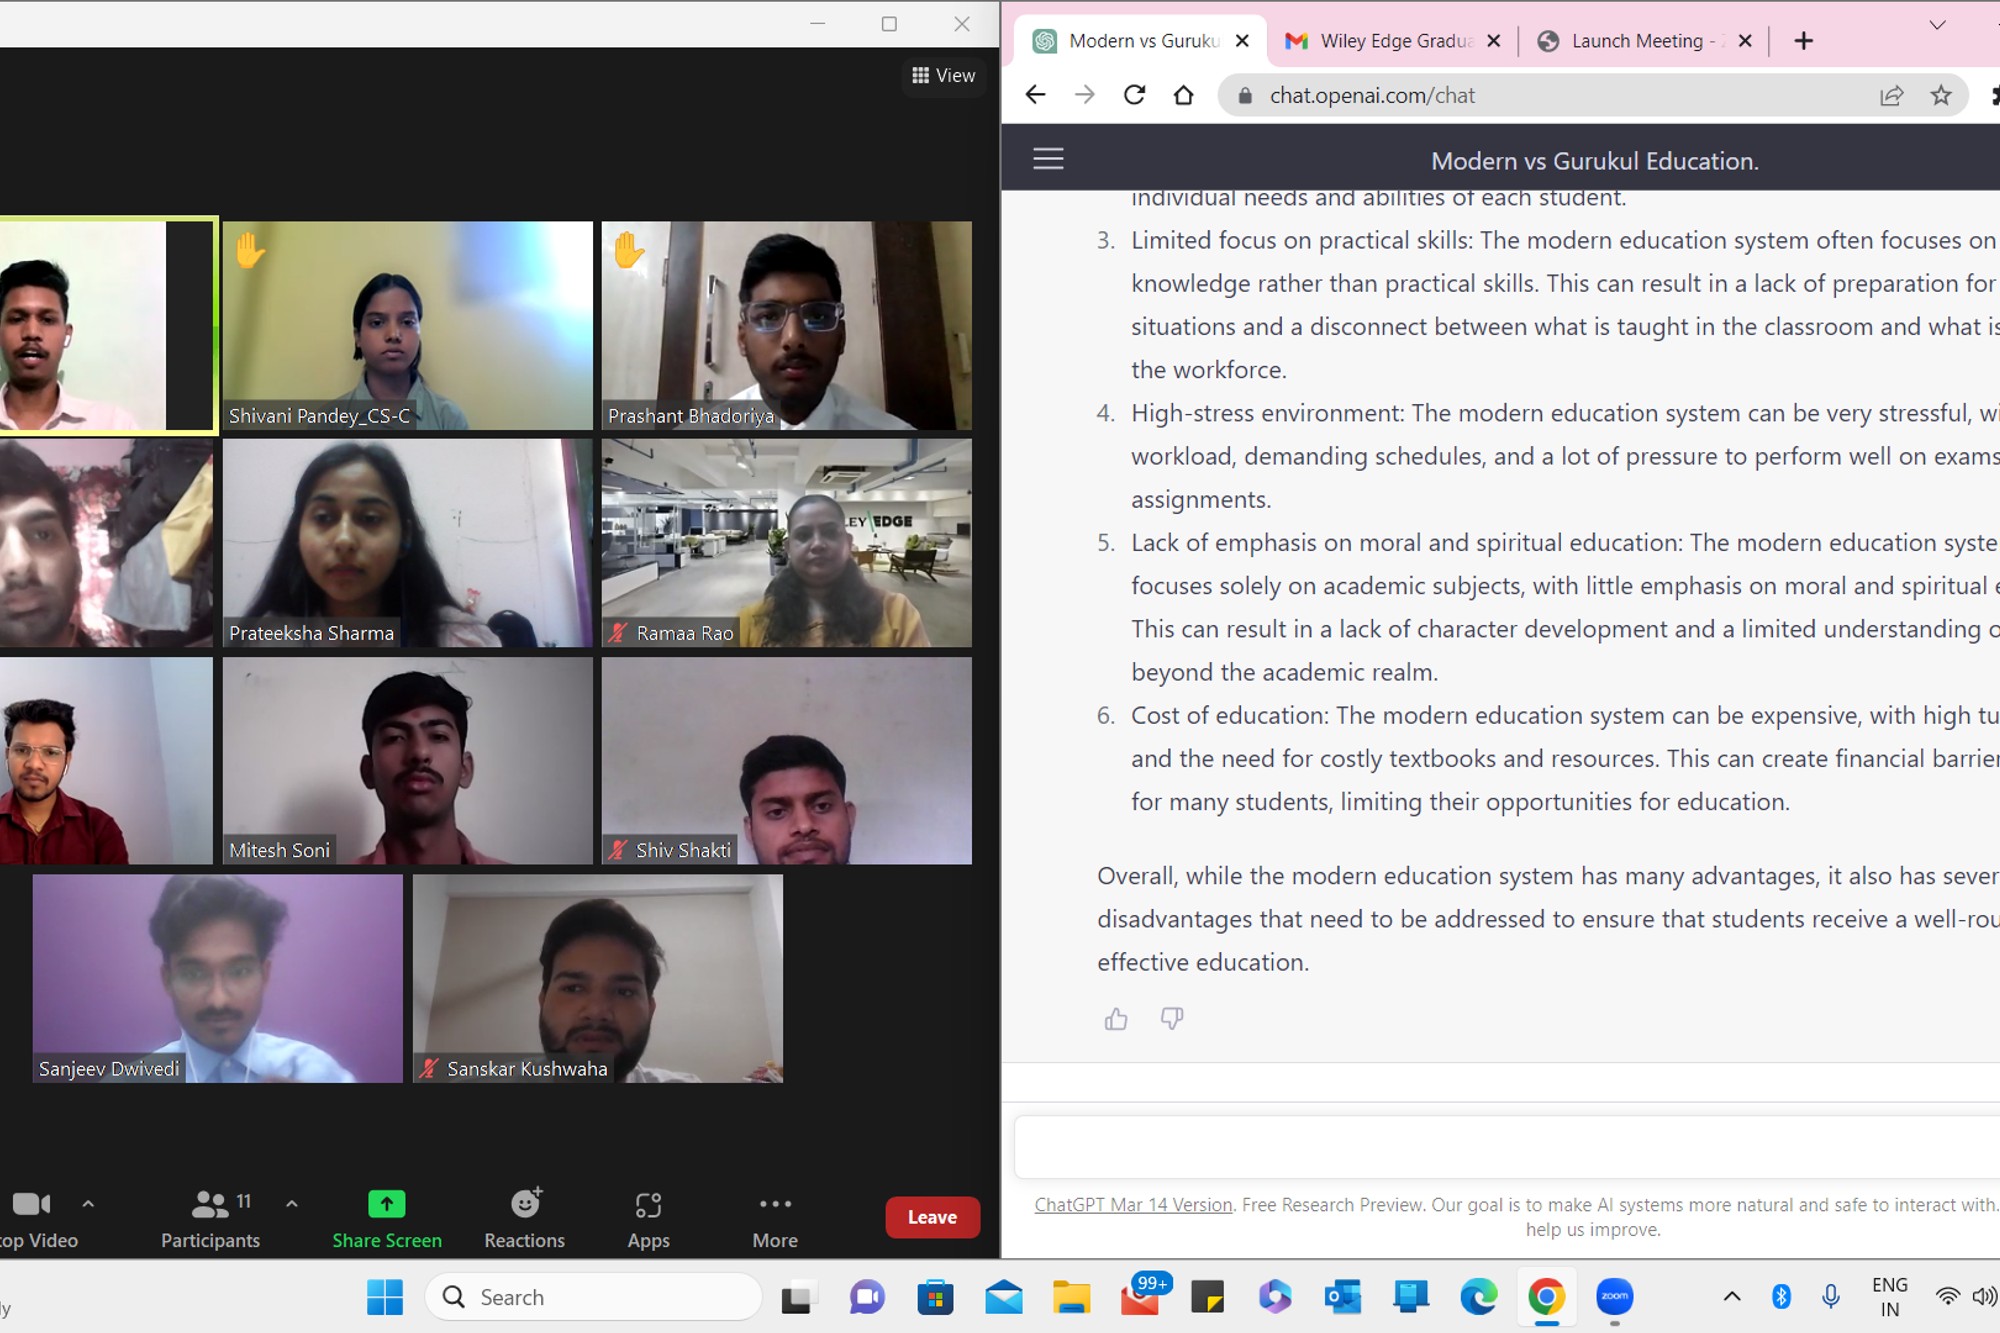 View
Shivani Pandey_CS-C
Prashant Bhadoriya
Prateeksha Sharma
EDGE
Ramaa Rao
Mitesh Soni
Shiv Shakti
Sanjeev Dwivedi
Sanskar Kushwaha
op Video
11
Participants
Share Screen
Reactions
Apps
More
Leave
Modern vs Guruku
Wiley Edge Gradua
Launch Meeting -
chat.openai.com/chat
Modern vs Gurukul Education.
individual needs and abilities of each student.
3. Limited focus on practical skills: The modern education system often focuses on
knowledge rather than practical skills. This can result in a lack of preparation for
situations and a disconnect between what is taught in the classroom and what is
the workforce.
4. High-stress environment: The modern education system can be very stressful, wi
workload, demanding schedules, and a lot of pressure to perform well on exams
assignments.
5. Lack of emphasis on moral and spiritual education: The modern education syste
focuses solely on academic subjects, with little emphasis on moral and spiritual e
This can result in a lack of character development and a limited understanding o
beyond the academic realm.
6. Cost of education: The modern education system can be expensive, with high tu
and the need for costly textbooks and resources. This can create financial barrier
for many students, limiting their opportunities for education.
Overall, while the modern education system has many advantages, it also has sever
disadvantages that need to be addressed to ensure that students receive a well-rou
effective education.
ChatGPT Mar 14 Version. Free Research Preview. Our goal is to make AI systems more natural and safe to interact with.
help us improve.
Search
99+
zoom
ENG
IN